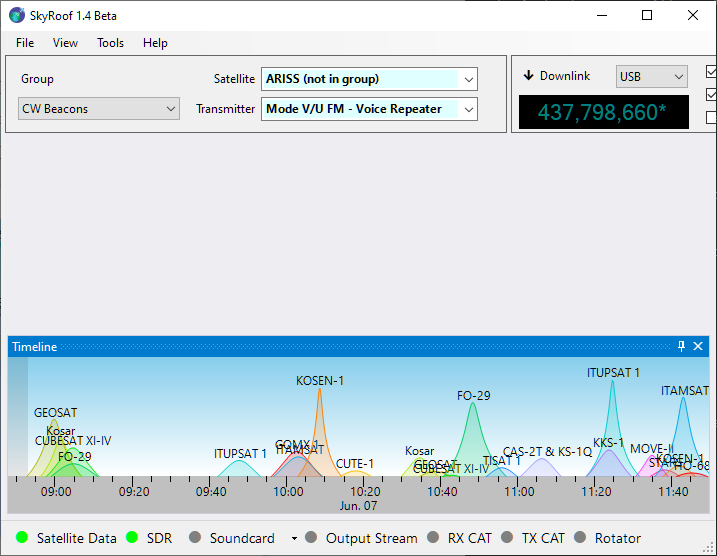 SkyRoof 1.4 Beta
File View Tools Help
Group
Satellite ARISS (not in group)
CW Beacons
Transmitter Mode V/U FM - Voice Repeater
Downlink USB
437,798,660*
Timeline
ITUPSAT 1
KOSEN-1
ITAMSAT
FO-29
GEOSAT
Kosar
CUBESAT XI-IV
FO-29
ITUPSAT 1
GOMX 1
ITAMSAT
CUTE-1
Kosar
GEOSAT
CUBESAT XI-IV
TISAT 1
CAS-2T & KS-1Q
KKS-1
MOVE-II
KOSEN-1
HO-68
09:00 09:20 09:40 10:00 10:20 10:40 11:00 11:20 11:40
Jun. 07
Satellite Data SDR Soundcard Output Stream RX CAT TX CAT Rotator